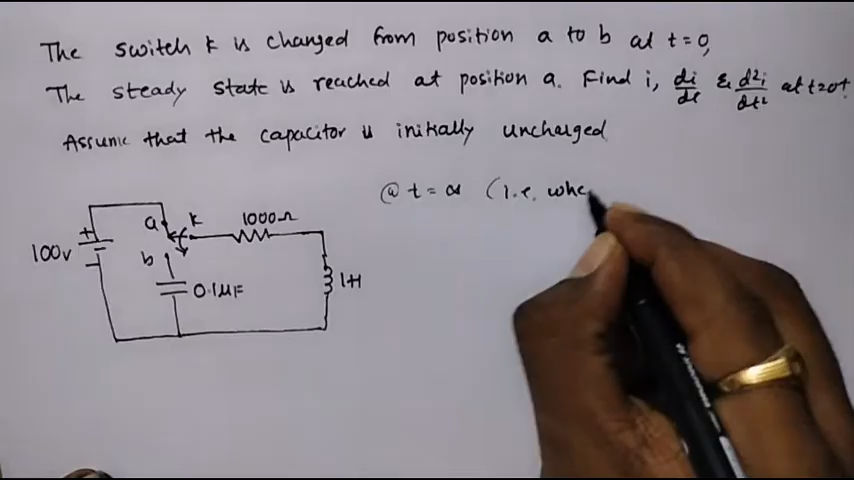 The switch k is changed from position a to b at t=0,
The steady state is reached at position a. Find i, di/dt & d²i/dt² at t=0+.
Assume that the capacitor is initially uncharged
@ t = ∞ (i.e. whe
a k 1000Ω
+
100v
b
0.1μF
1H